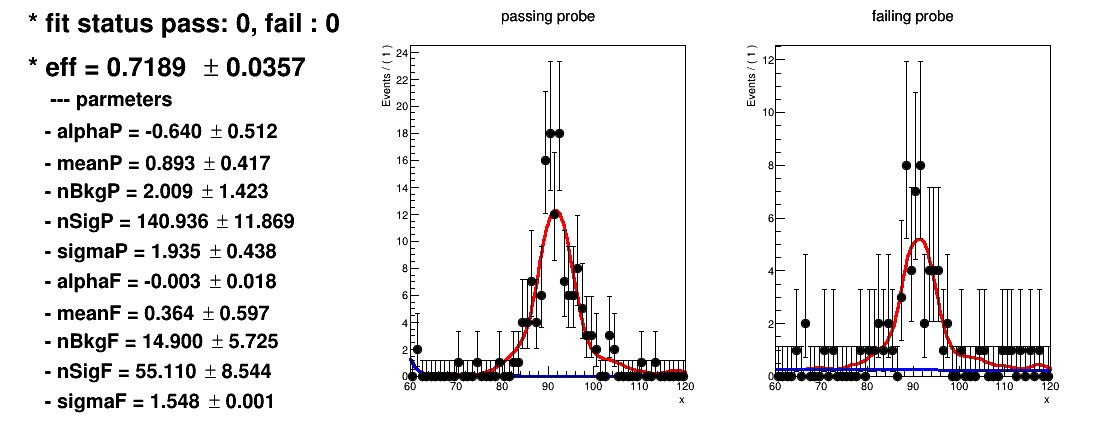 * fit status pass: 0, fail : 0
* eff = 0.7189 ± 0.0357
--- parmeters
- alphaP = -0.640 ± 0.512
- meanP = 0.893 ± 0.417
- nBkgP = 2.009 ± 1.423
- nSigP = 140.936 ± 11.869
- sigmaP = 1.935 ± 0.438
- alphaF = -0.003 ± 0.018
- meanF = 0.364 ± 0.597
- nBkgF = 14.900 ± 5.725
- nSigF = 55.110 ± 8.544
- sigmaF = 1.548 ± 0.001
passing probe
Events / ( 1 )
24
22
20
18
16
14
12
10
8
6
4
2
0
60 70 80 90 100 110 120
x
failing probe
Events / ( 1 )
12
10
8
6
4
2
0
60 70 80 90 100 110 120
x